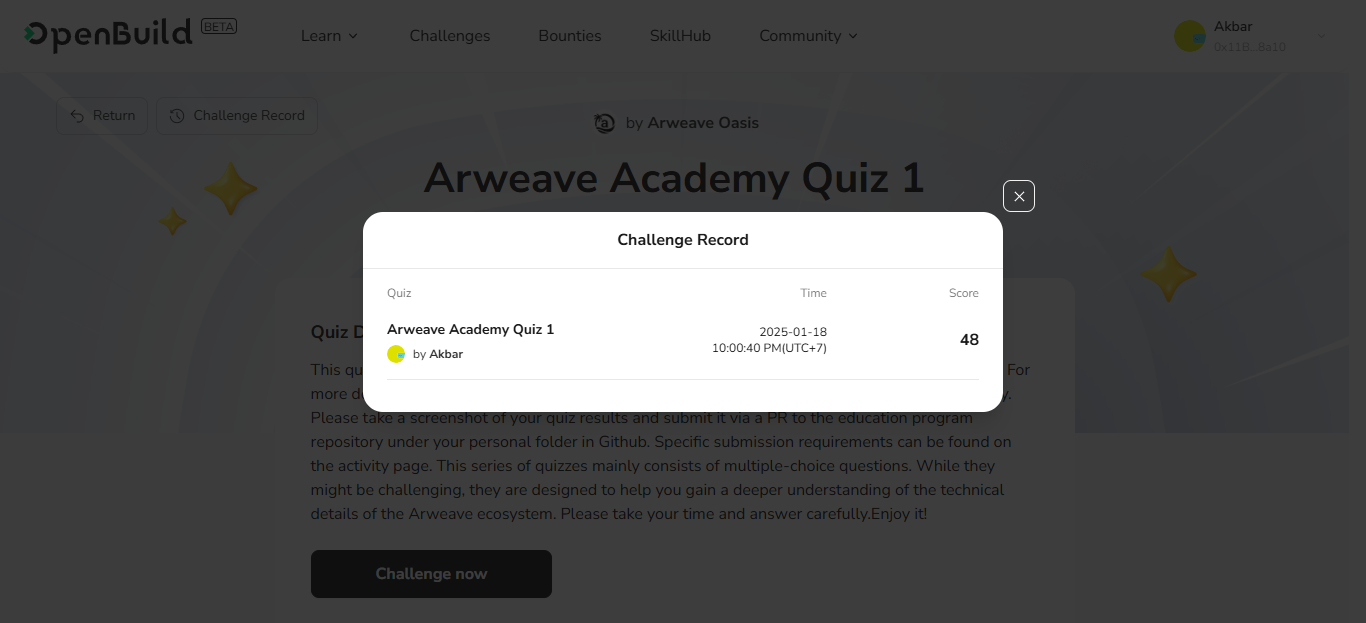 OpenBuild BETA Learn Challenges Bounties SkillHub Community Akbar
0x11B...8a10
Return Challenge Record by Arweave Oasis
Arweave Academy Quiz 1
Challenge Record
Quiz Time Score
Arweave Academy Quiz 1 2025-01-18
by Akbar 10:00:40 PM(UTC+7) 48
Quiz D
This qu For
more d y.
Please take a screenshot of your quiz results and submit it via a PR to the education program
repository under your personal folder in Github. Specific submission requirements can be found on
the activity page. This series of quizzes mainly consists of multiple-choice questions. While they
might be challenging, they are designed to help you gain a deeper understanding of the technical
details of the Arweave ecosystem. Please take your time and answer carefully.Enjoy it!
Challenge now